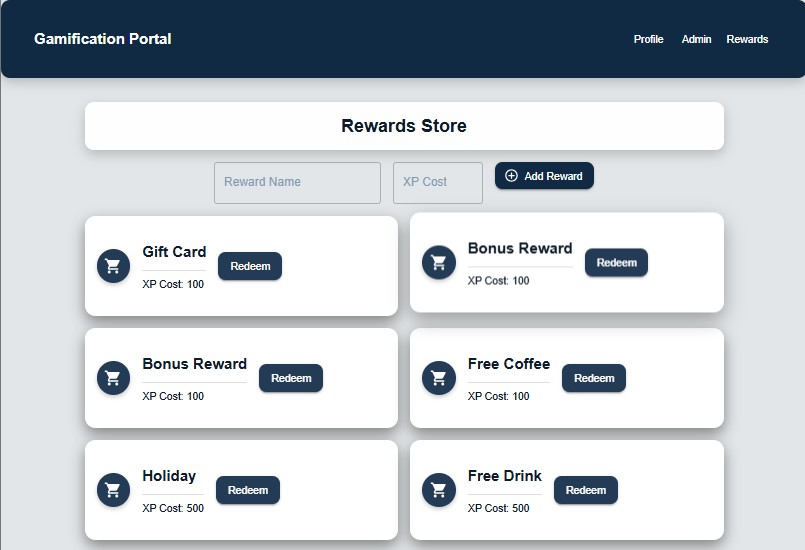 Gamification Portal
Profile Admin Rewards
Rewards Store
Reward Name XP Cost Add Reward
Gift Card
Redeem
XP Cost: 100
Bonus Reward
Redeem
XP Cost: 100
Bonus Reward
Redeem
XP Cost: 100
Free Coffee
Redeem
XP Cost: 100
Holiday
Redeem
XP Cost: 500
Free Drink
Redeem
XP Cost: 500